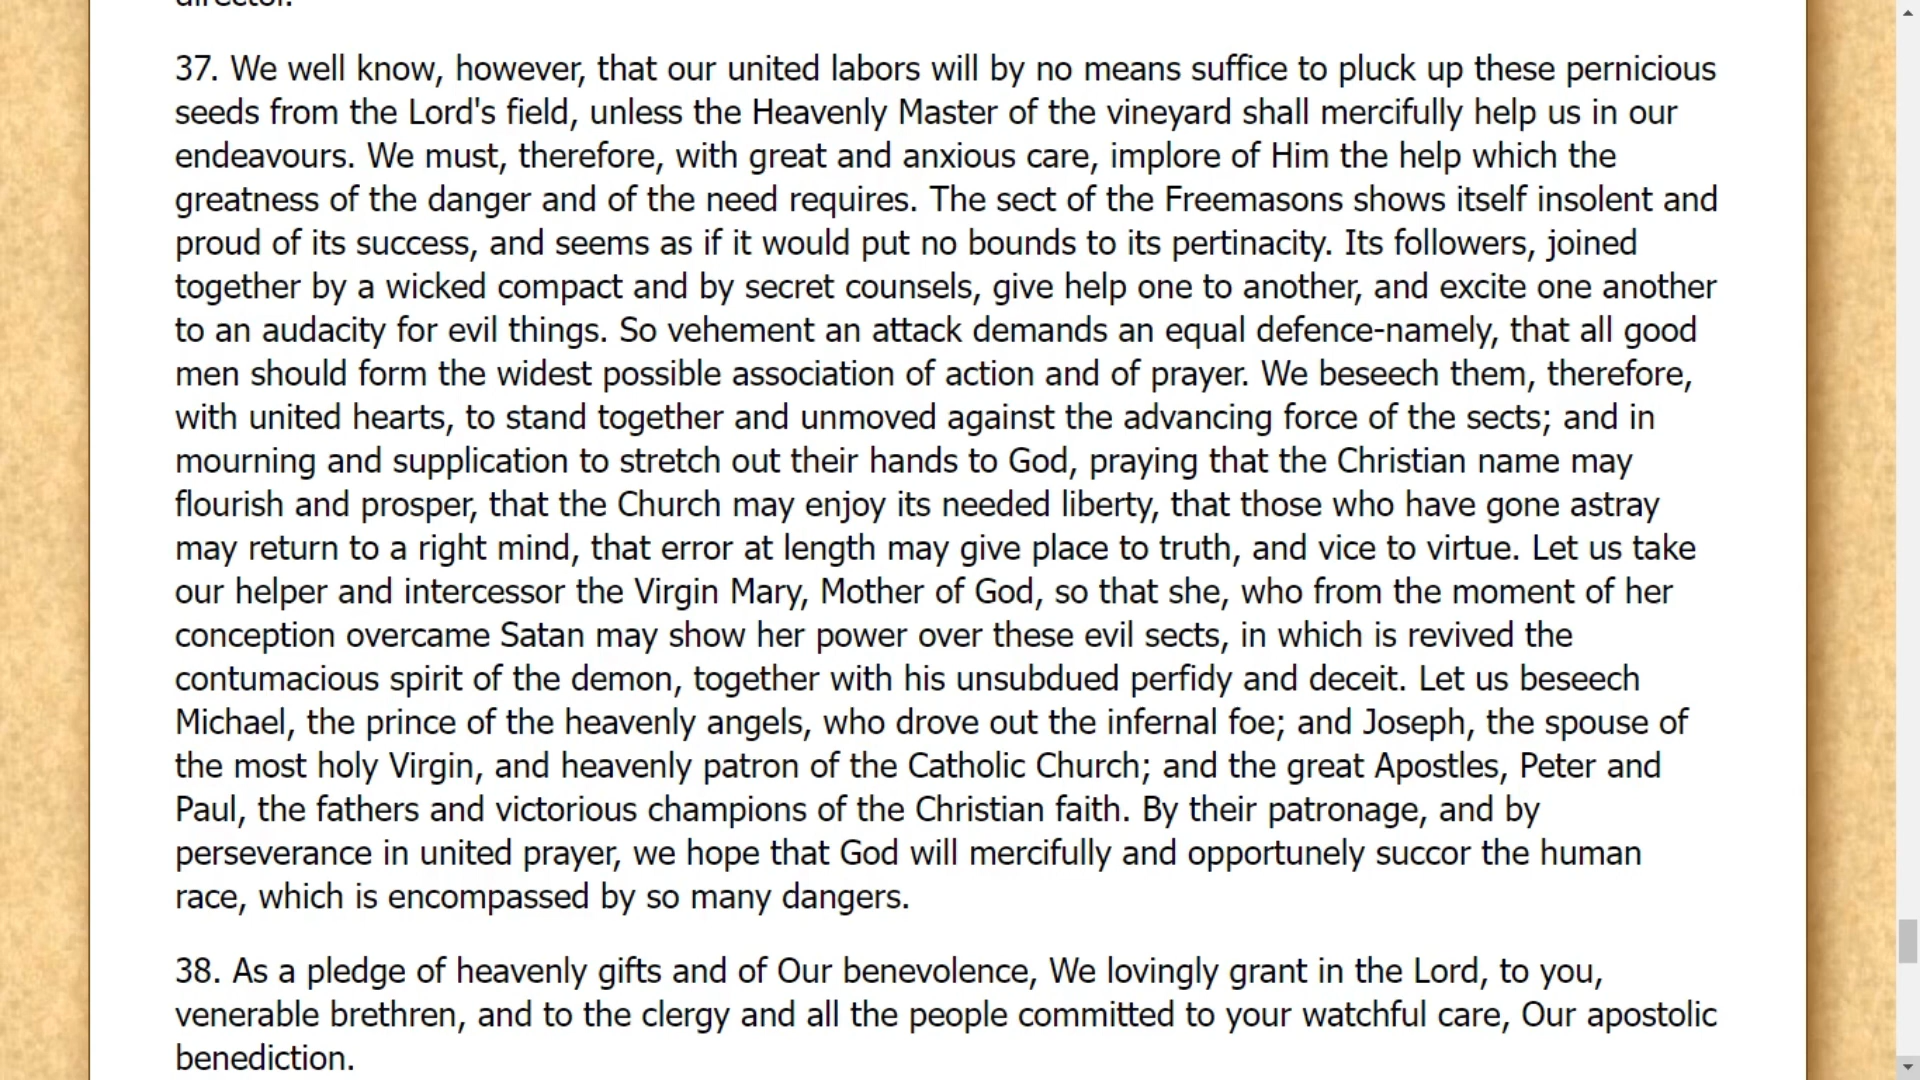 director.
37. We well know, however, that our united labors will by no means suffice to pluck up these pernicious
seeds from the Lord's field, unless the Heavenly Master of the vineyard shall mercifully help us in our
endeavours. We must, therefore, with great and anxious care, implore of Him the help which the
greatness of the danger and of the need requires. The sect of the Freemasons shows itself insolent and
proud of its success, and seems as if it would put no bounds to its pertinacity. Its followers, joined
together by a wicked compact and by secret counsels, give help one to another, and excite one another
to an audacity for evil things. So vehement an attack demands an equal defence-namely, that all good
men should form the widest possible association of action and of prayer. We beseech them, therefore,
with united hearts, to stand together and unmoved against the advancing force of the sects; and in
mourning and supplication to stretch out their hands to God, praying that the Christian name may
flourish and prosper, that the Church may enjoy its needed liberty, that those who have gone astray
may return to a right mind, that error at length may give place to truth, and vice to virtue. Let us take
our helper and intercessor the Virgin Mary, Mother of God, so that she, who from the moment of her
conception overcame Satan may show her power over these evil sects, in which is revived the
contumacious spirit of the demon, together with his unsubdued perfidy and deceit. Let us beseech
Michael, the prince of the heavenly angels, who drove out the infernal foe; and Joseph, the spouse of
the most holy Virgin, and heavenly patron of the Catholic Church; and the great Apostles, Peter and
Paul, the fathers and victorious champions of the Christian faith. By their patronage, and by
perseverance in united prayer, we hope that God will mercifully and opportunely succor the human
race, which is encompassed by so many dangers.
38. As a pledge of heavenly gifts and of Our benevolence, We lovingly grant in the Lord, to you,
venerable brethren, and to the clergy and all the people committed to your watchful care, Our apostolic
benediction.